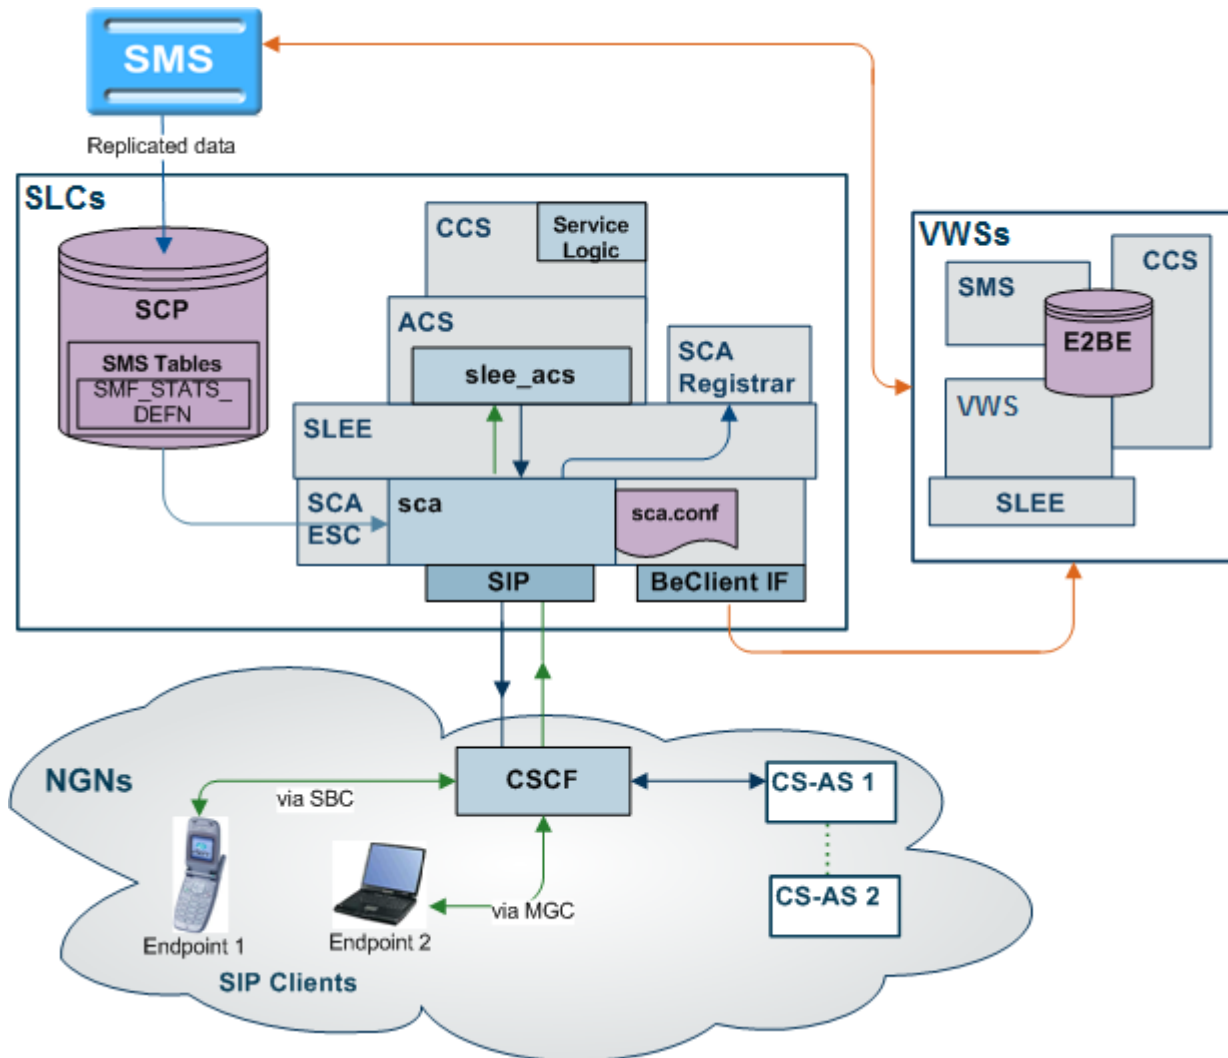 SMS
Replicated data
SLCs
SCP
SMS Tables
SMF_STATS_
DEFN
CCS
Service
Logic
ACS
slee_acs
SCA
Registrar
SLEE
SCA
ESC
sca
sca.conf
SIP
BeClient IF
VWSs
SMS
CCS
E2BE
VWS
SLEE
NGNs
via SBC
CSCF
CS-AS 1
via MGC
CS-AS 2
Endpoint 1
Endpoint 2
SIP Clients